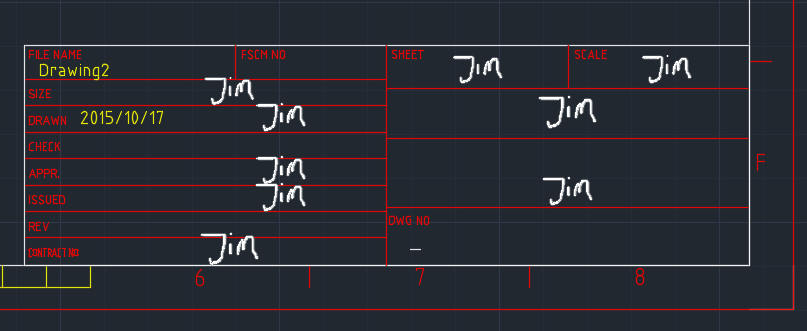 FILE NAME FSCM NO SHEET SCALE
Drawing2 Jim Jim
SIZE Jim
DRAWN 2015/10/17 Jim Jim
CHECK
APPR. Jim
ISSUED Jim Jim
REV DWG NO
CONTRACT NO Jim –
6 7 8
F